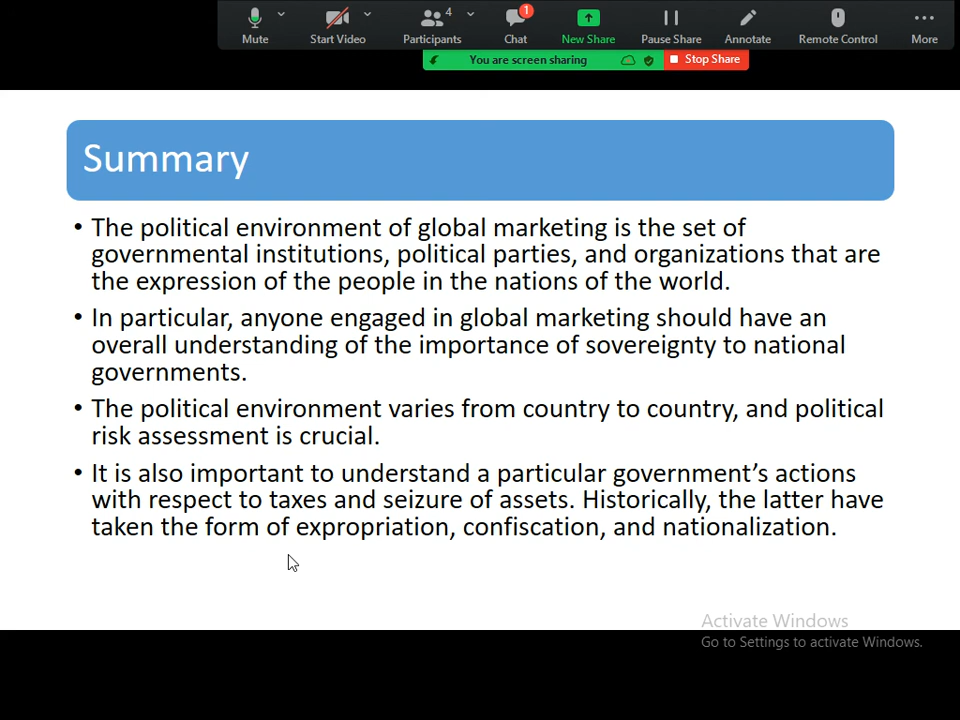 4
1
Mute
Start Video
Participants
Chat
New Share
Pause Share
Annotate
Remote Control
More
You are screen sharing
Stop Share
Summary
• The political environment of global marketing is the set of
governmental institutions, political parties, and organizations that are
the expression of the people in the nations of the world.
• In particular, anyone engaged in global marketing should have an
overall understanding of the importance of sovereignty to national
governments.
• The political environment varies from country to country, and political
risk assessment is crucial.
• It is also important to understand a particular government’s actions
with respect to taxes and seizure of assets. Historically, the latter have
taken the form of expropriation, confiscation, and nationalization.
Activate Windows
Go to Settings to activate Windows.